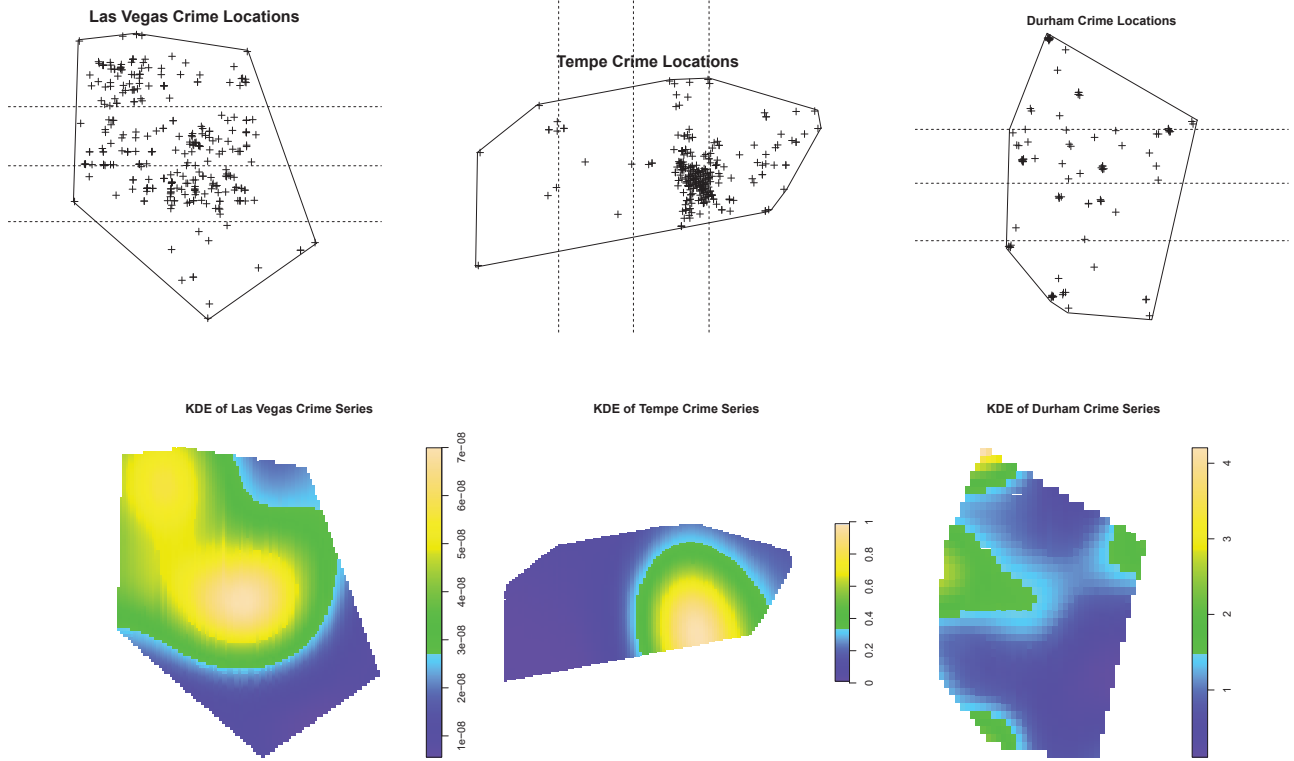 Las Vegas Crime Locations
Tempe Crime Locations
Durham Crime Locations
KDE of Las Vegas Crime Series
7e−08
6e−08
5e−08
4e−08
3e−08
2e−08
1e−08
KDE of Tempe Crime Series
1
0.8
0.6
0.4
0.2
0
KDE of Durham Crime Series
4
3
2
1